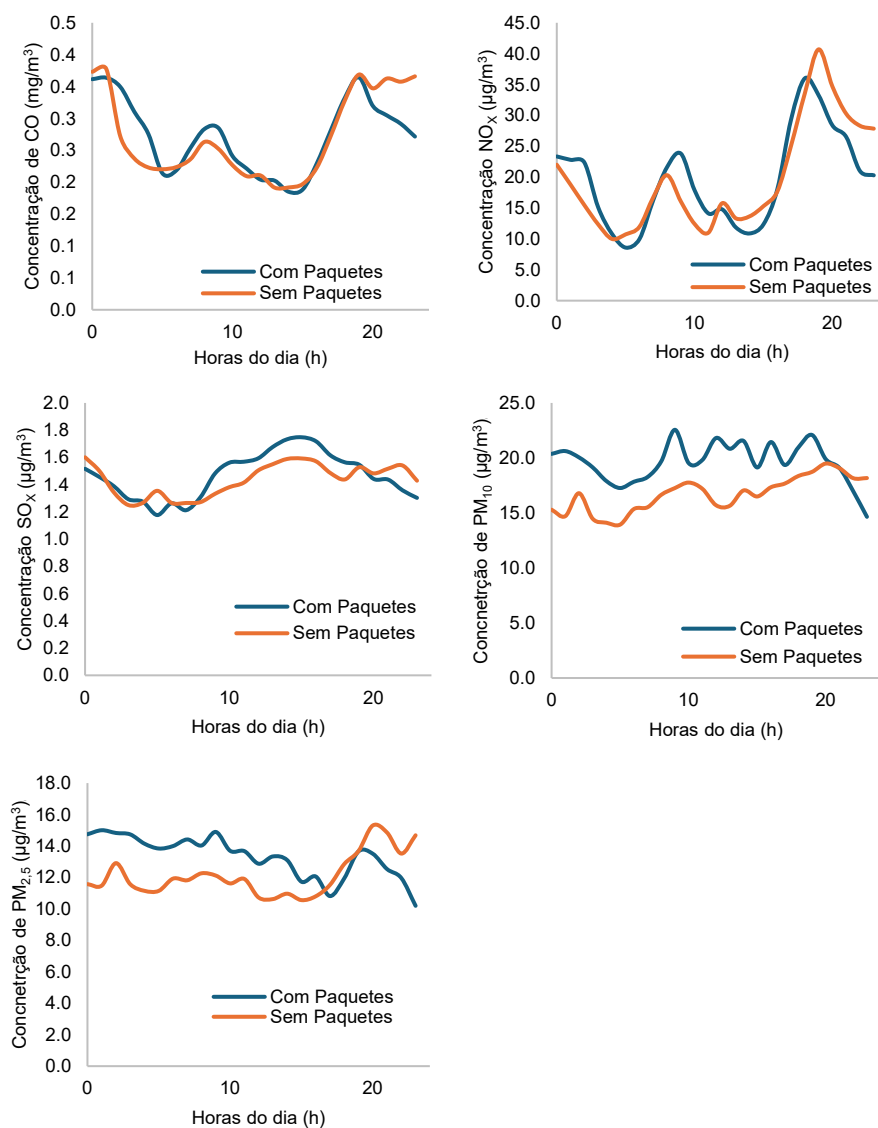 Concentração de CO (mg/m³)
0.5
0.4
0.4
0.3
0.3
0.2
0.2
0.1
0.1
0.0
Com Paquetes
Sem Paquetes
0 10 20
Horas do dia (h)
Concentração NOX (µg/m³)
45.0
40.0
35.0
30.0
25.0
20.0
15.0
10.0
5.0
0.0
Com Paquetes
Sem Paquetes
0 10 20
Horas do dia (h)
Concentração SOX (µg/m³)
2.0
1.8
1.6
1.4
1.2
1.0
0.8
0.6
0.4
0.2
0.0
Com Paquetes
Sem Paquetes
0 10 20
Horas do dia (h)
Concnetrção de PM10 (µg/m³)
25.0
20.0
15.0
10.0
5.0
0.0
Com Paquetes
Sem Paquetes
0 10 20
Horas do dia (h)
Concnetrção de PM2,5 (µg/m³)
18.0
16.0
14.0
12.0
10.0
8.0
6.0
4.0
2.0
0.0
Com Paquetes
Sem Paquetes
0 10 20
Horas do dia (h)